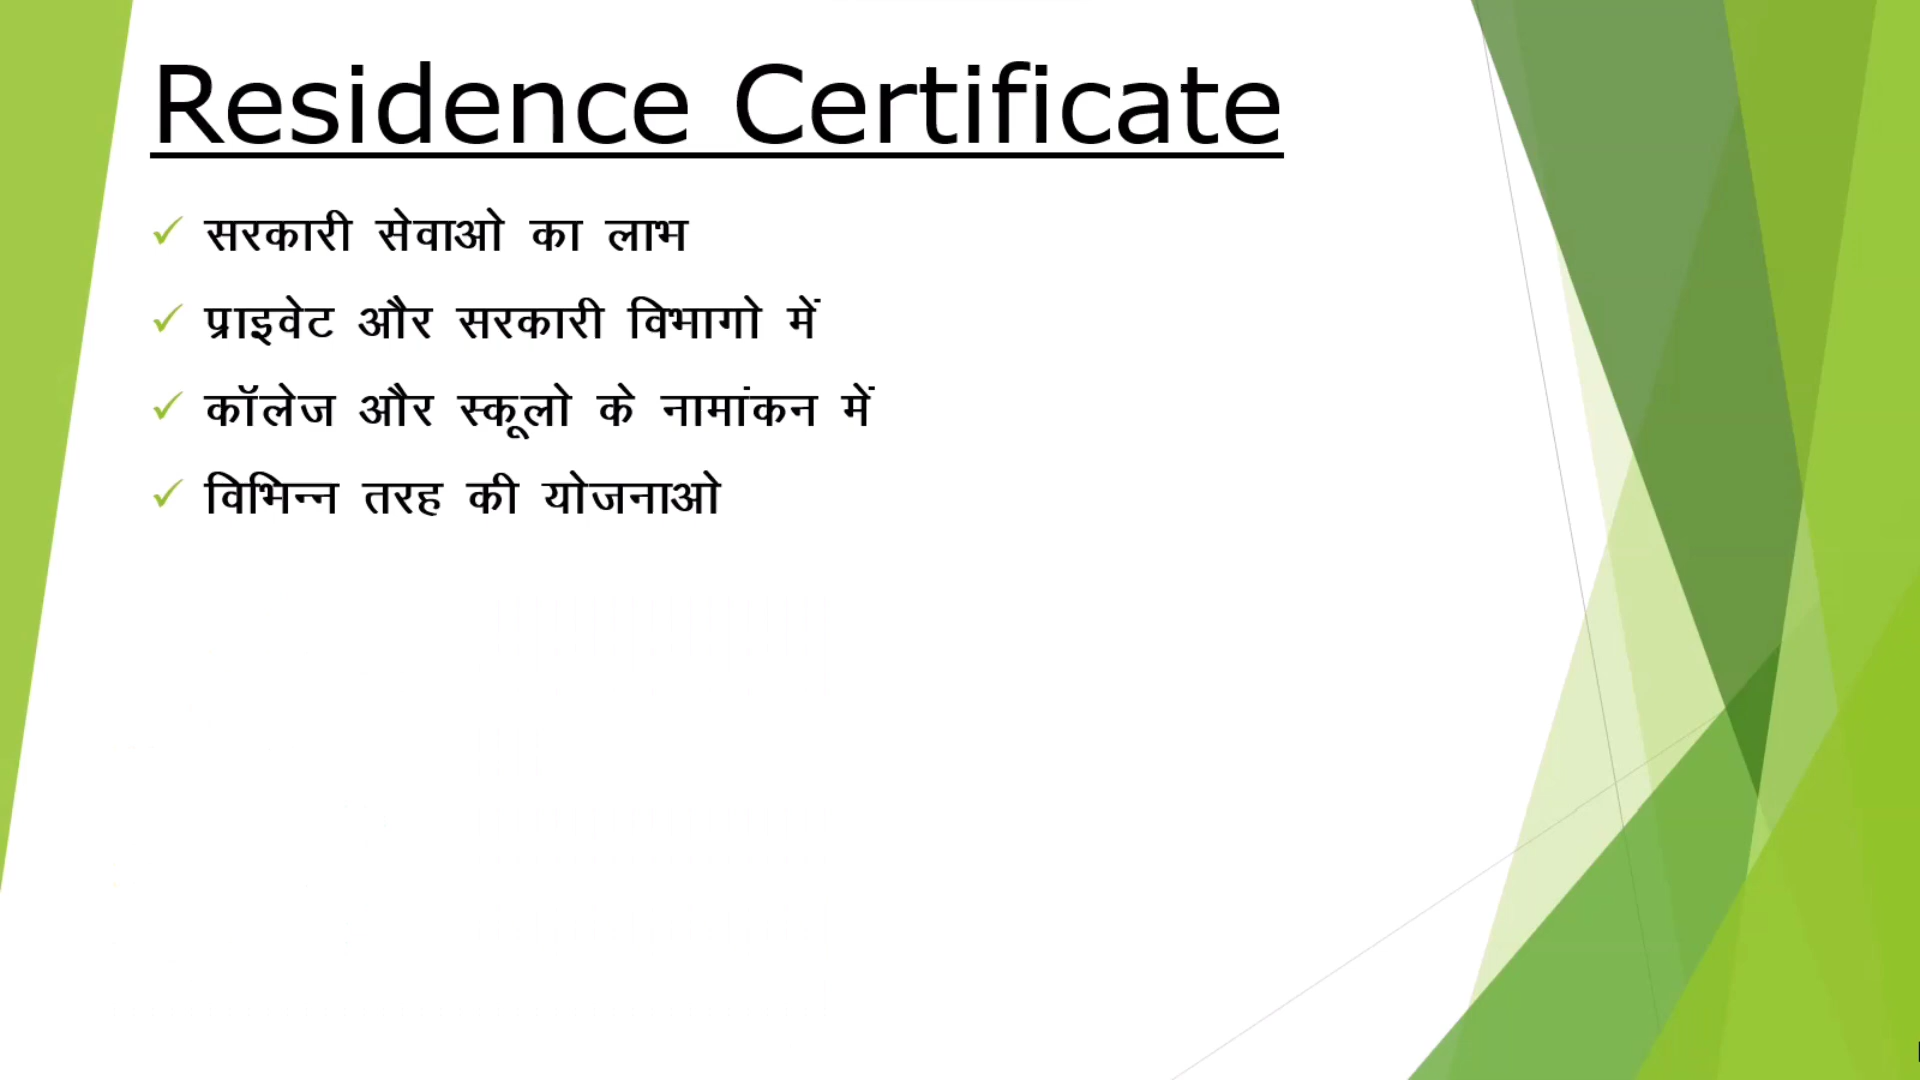 Residence Certificate
सरकारी सेवाओ का लाभ
प्राइवेट और सरकारी विभागो में
कॉलेज और स्कूलो के नामांकन में
विभिन्न तरह की योजनाओ